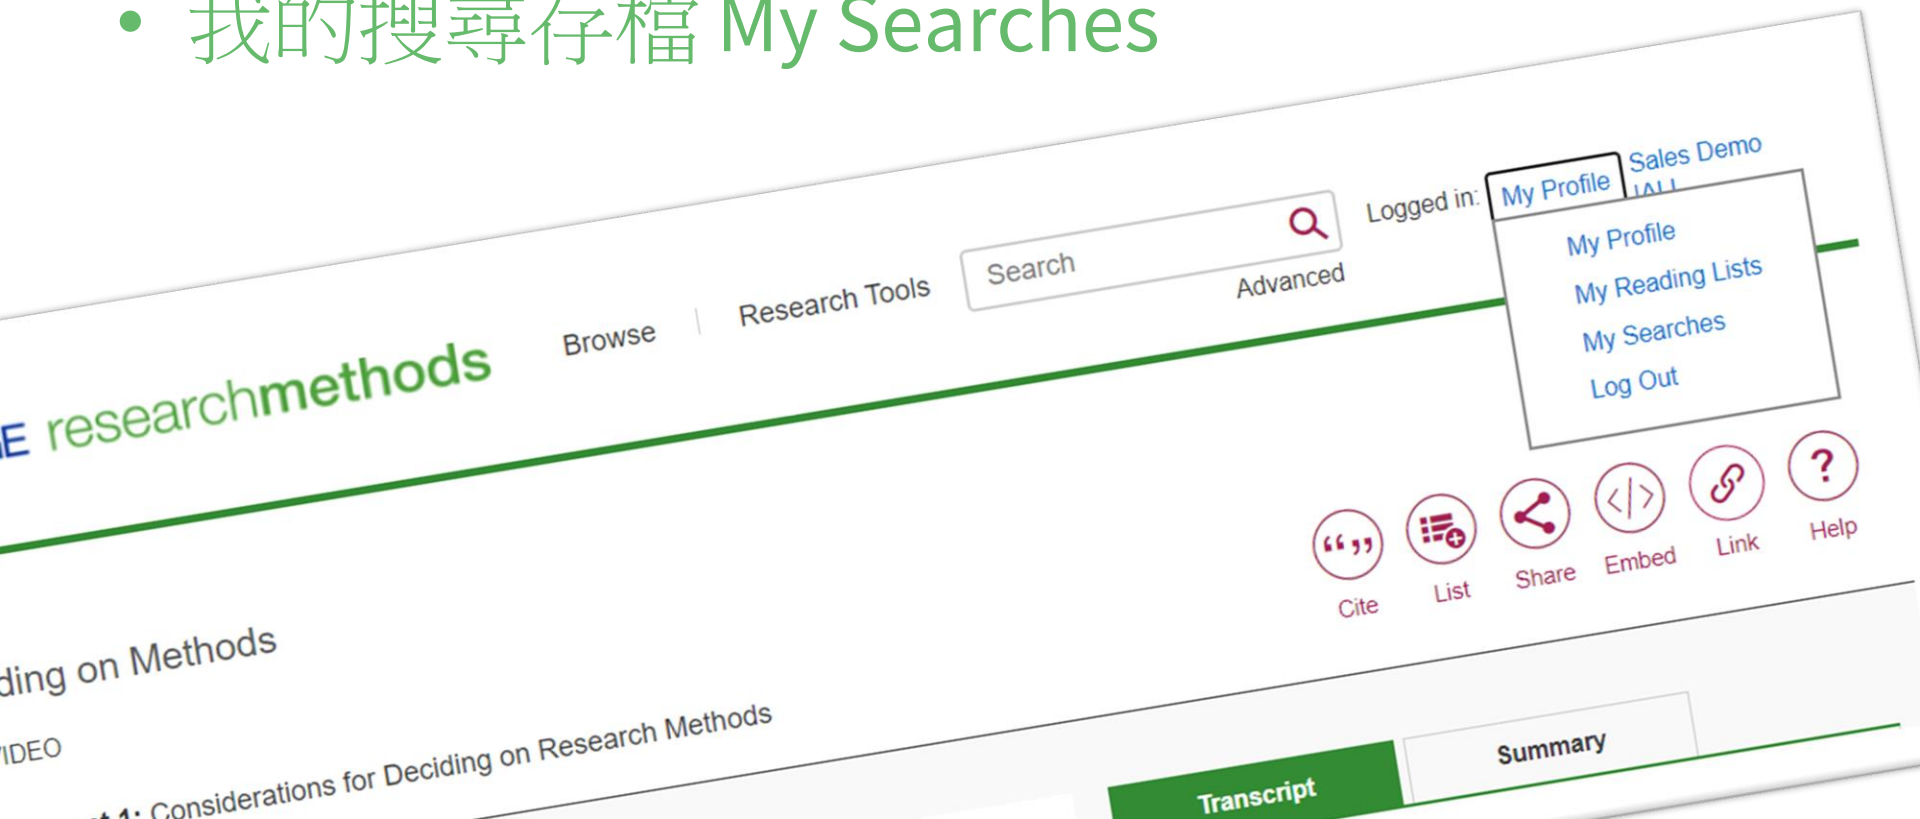 • 我的搜尋存檔 My Searches
Logged in: My Profile Sales Demo
My Profile
My Reading Lists
My Searches
Log Out
Search
Advanced
Browse | Research Tools
researchmethods
Cite List Share Embed Link Help
on Methods
1: Considerations for Deciding on Research Methods
Transcript Summary